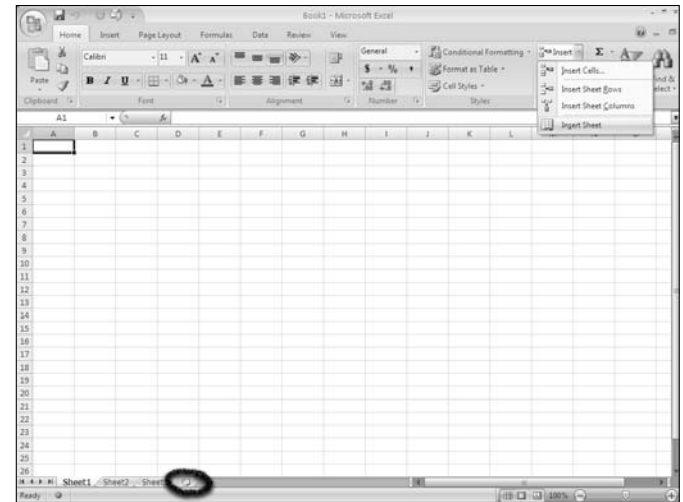 Book1 - Microsoft Excel
Home Insert Page Layout Formulas Data Review View
Calibri 11 A A General Conditional Formatting Insert Σ
Paste B I U A $ % , Format as Table Insert Cells...
Cell Styles Insert Sheet Rows
Clipboard Font Alignment Number Styles Insert Sheet Columns
A1 fx Insert Sheet
A B C D E F G H I J K L
1
2
3
4
5
6
7
8
9
10
11
12
13
14
15
16
17
18
19
20
21
22
23
24
25
26
Sheet1 Sheet2
Ready 100%